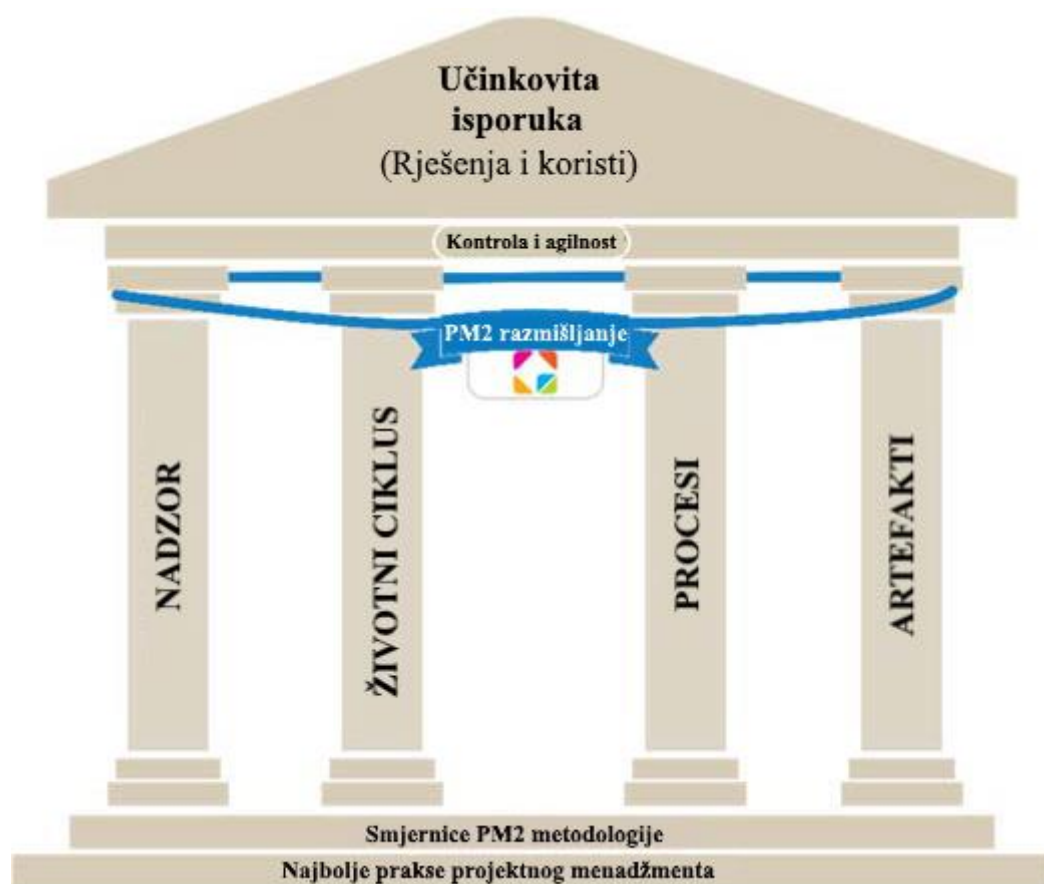 Učinkovita
isporuka
(Rješenja i koristi)
Kontrola i agilnost
PM2 razmišljanje
NADZOR
ŽIVOTNI CIKLUS
PROCESI
ARTEFAKTI
Smjernice PM2 metodologije
Najbolje prakse projektnog menadžmenta